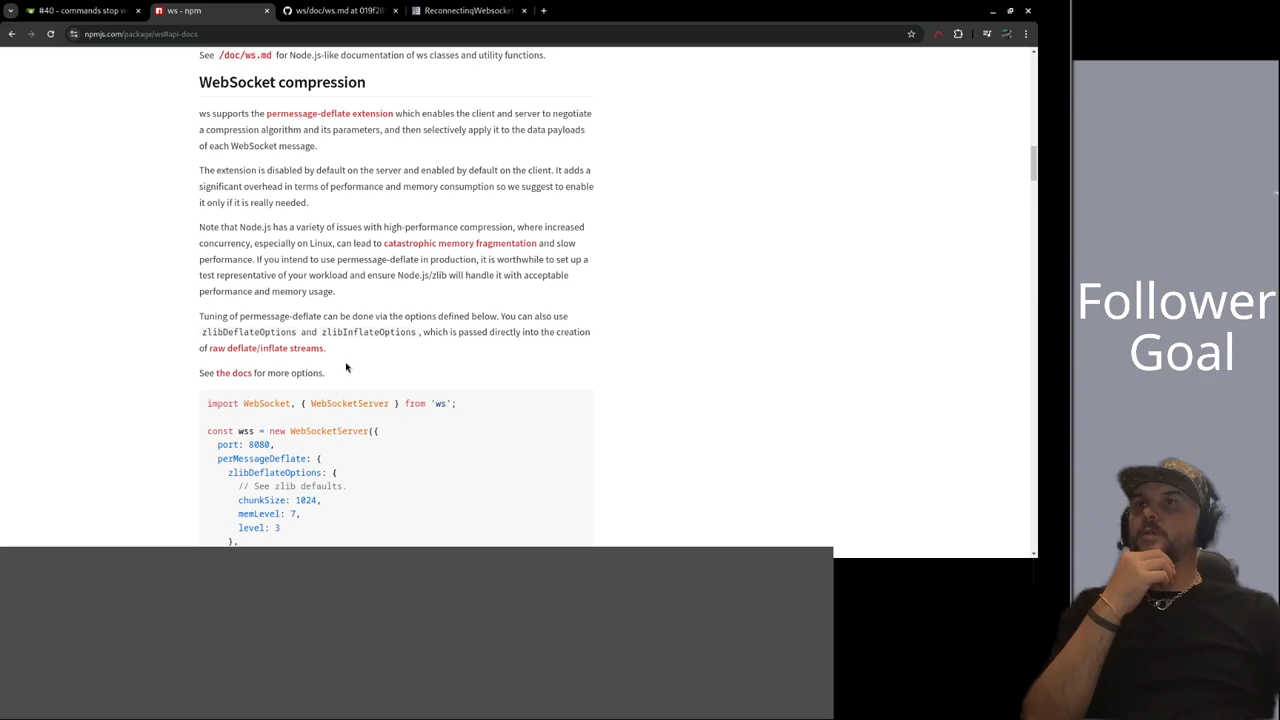 #40 - commands stop w
ws - npm
ws/doc/ws.md at 019f28
ReconnectingWebsocket
npmjs.com/package/ws#api-docs
See /doc/ws.md for Node.js-like documentation of ws classes and utility functions.
WebSocket compression
ws supports the permessage-deflate extension which enables the client and server to negotiate
a compression algorithm and its parameters, and then selectively apply it to the data payloads
of each WebSocket message.
The extension is disabled by default on the server and enabled by default on the client. It adds a
significant overhead in terms of performance and memory consumption so we suggest to enable
it only if it is really needed.
Note that Node.js has a variety of issues with high-performance compression, where increased
concurrency, especially on Linux, can lead to catastrophic memory fragmentation and slow
performance. If you intend to use permessage-deflate in production, it is worthwhile to set up a
test representative of your workload and ensure Node.js/zlib will handle it with acceptable
performance and memory usage.
Tuning of permessage-deflate can be done via the options defined below. You can also use
zlibDeflateOptions and zlibInflateOptions, which is passed directly into the creation
of raw deflate/inflate streams.
See the docs for more options.
import WebSocket, { WebSocketServer } from 'ws';
const wss = new WebSocketServer({
port: 8080,
perMessageDeflate: {
zlibDeflateOptions: {
// See zlib defaults.
chunkSize: 1024,
memLevel: 7,
level: 3
},
Follower
Goal